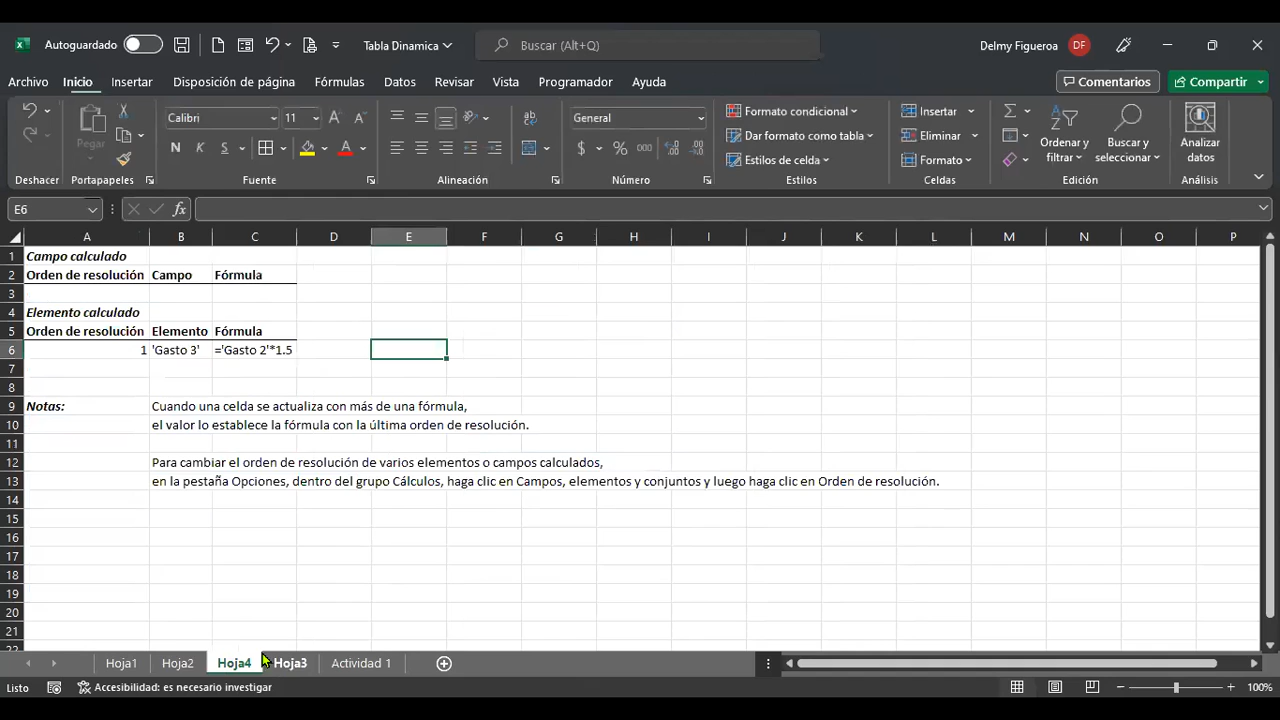 Autoguardado
Tabla Dinamica
Buscar (Alt+Q)
Delmy Figueroa
DF
Archivo Inicio Insertar Disposición de página Fórmulas Datos Revisar Vista Programador Ayuda
Comentarios
Compartir
Pegar
Calibri
11
General
Formato condicional
Dar formato como tabla
Estilos de celda
Insertar
Eliminar
Formato
Ordenar y filtrar
Buscar y seleccionar
Analizar datos
N K S
$ % 000
Deshacer Portapapeles Fuente Alineación Número Estilos Celdas Edición Análisis
E6
fx
A B C D E F G H I J K L M N O P
1 Campo calculado
2 Orden de resolución Campo Fórmula
3
4 Elemento calculado
5 Orden de resolución Elemento Fórmula
6 1 'Gasto 3' ='Gasto 2'*1.5
7
8
9 Notas: Cuando una celda se actualiza con más de una fórmula,
10 el valor lo establece la fórmula con la última orden de resolución.
11
12 Para cambiar el orden de resolución de varios elementos o campos calculados,
13 en la pestaña Opciones, dentro del grupo Cálculos, haga clic en Campos, elementos y conjuntos y luego haga clic en Orden de resolución.
14
15
16
17
18
19
20
21
22
Hoja1 Hoja2 Hoja4 Hoja3 Actividad 1
Listo
Accesibilidad: es necesario investigar
100%